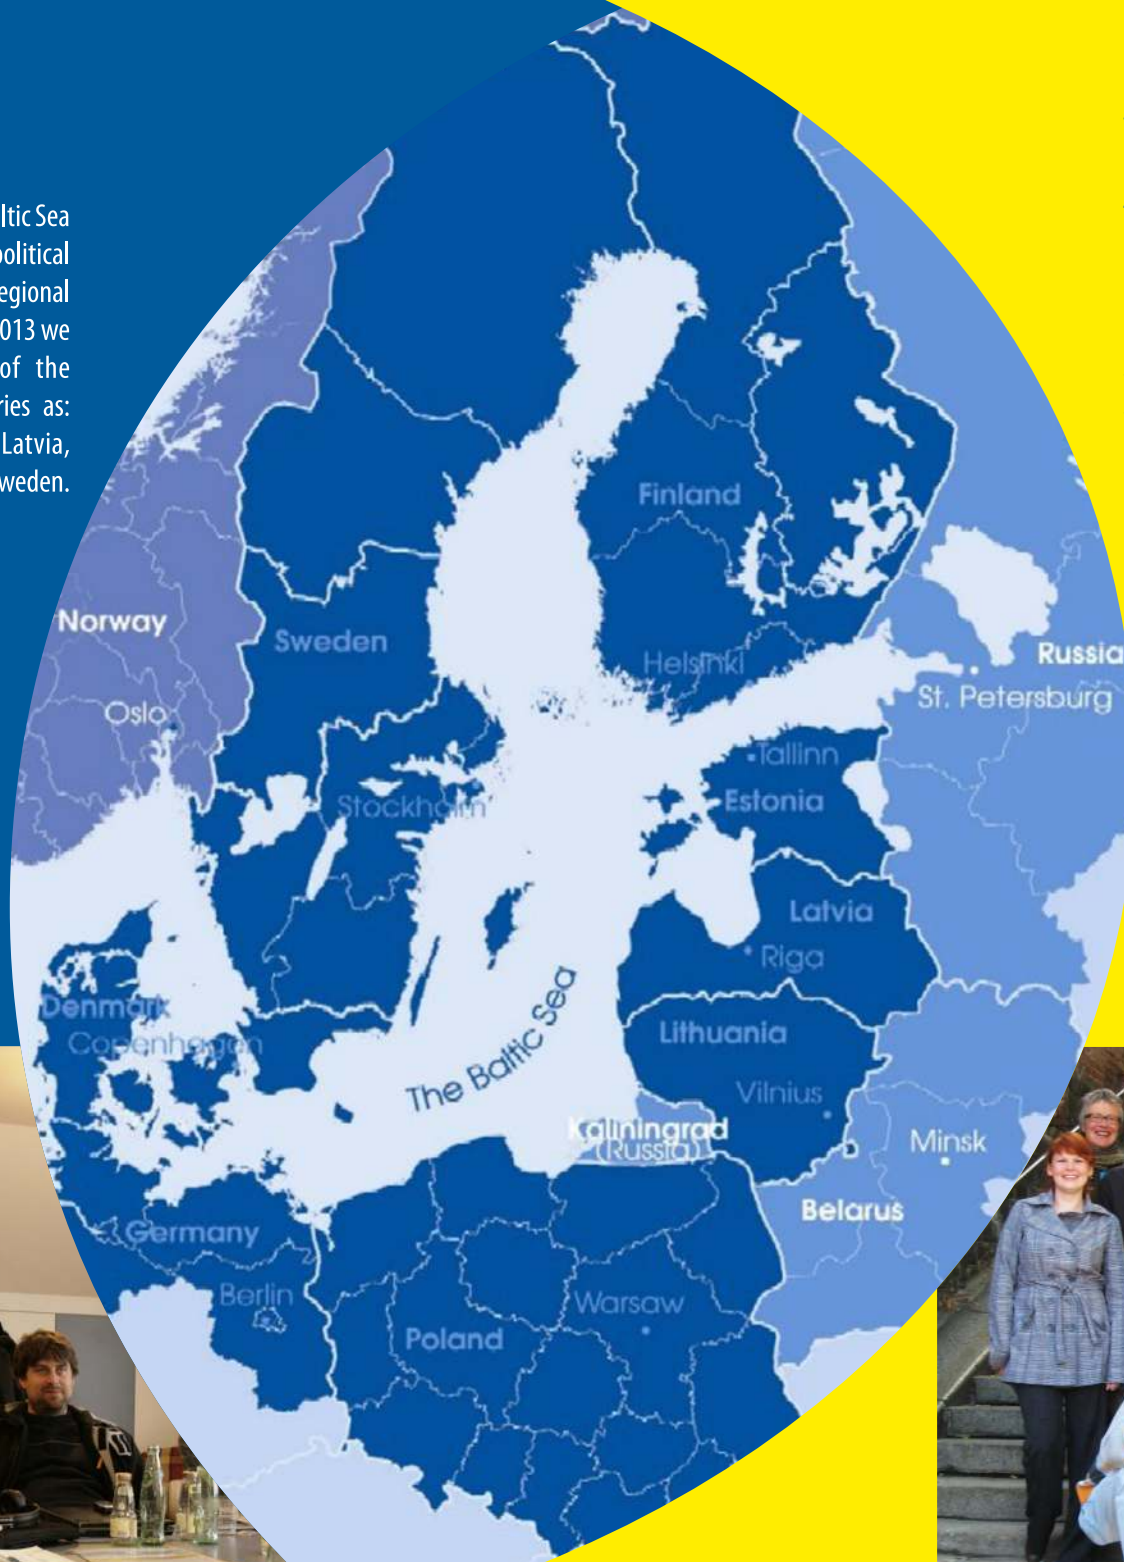 ltic Sea
political
egional
013 we
of the
ries as:
Latvia,
weden.
Finland
Norway
Sweden
Helsinki
Russia
St. Petersburg
Oslo
Tallinn
Stockholm
Estonia
Latvia
Riga
Denmark
Copenhagen
The Baltic Sea
Lithuania
Vilnius
Kaliningrad
(Russia)
Minsk
Belarus
Germany
Berlin
Warsaw
Poland